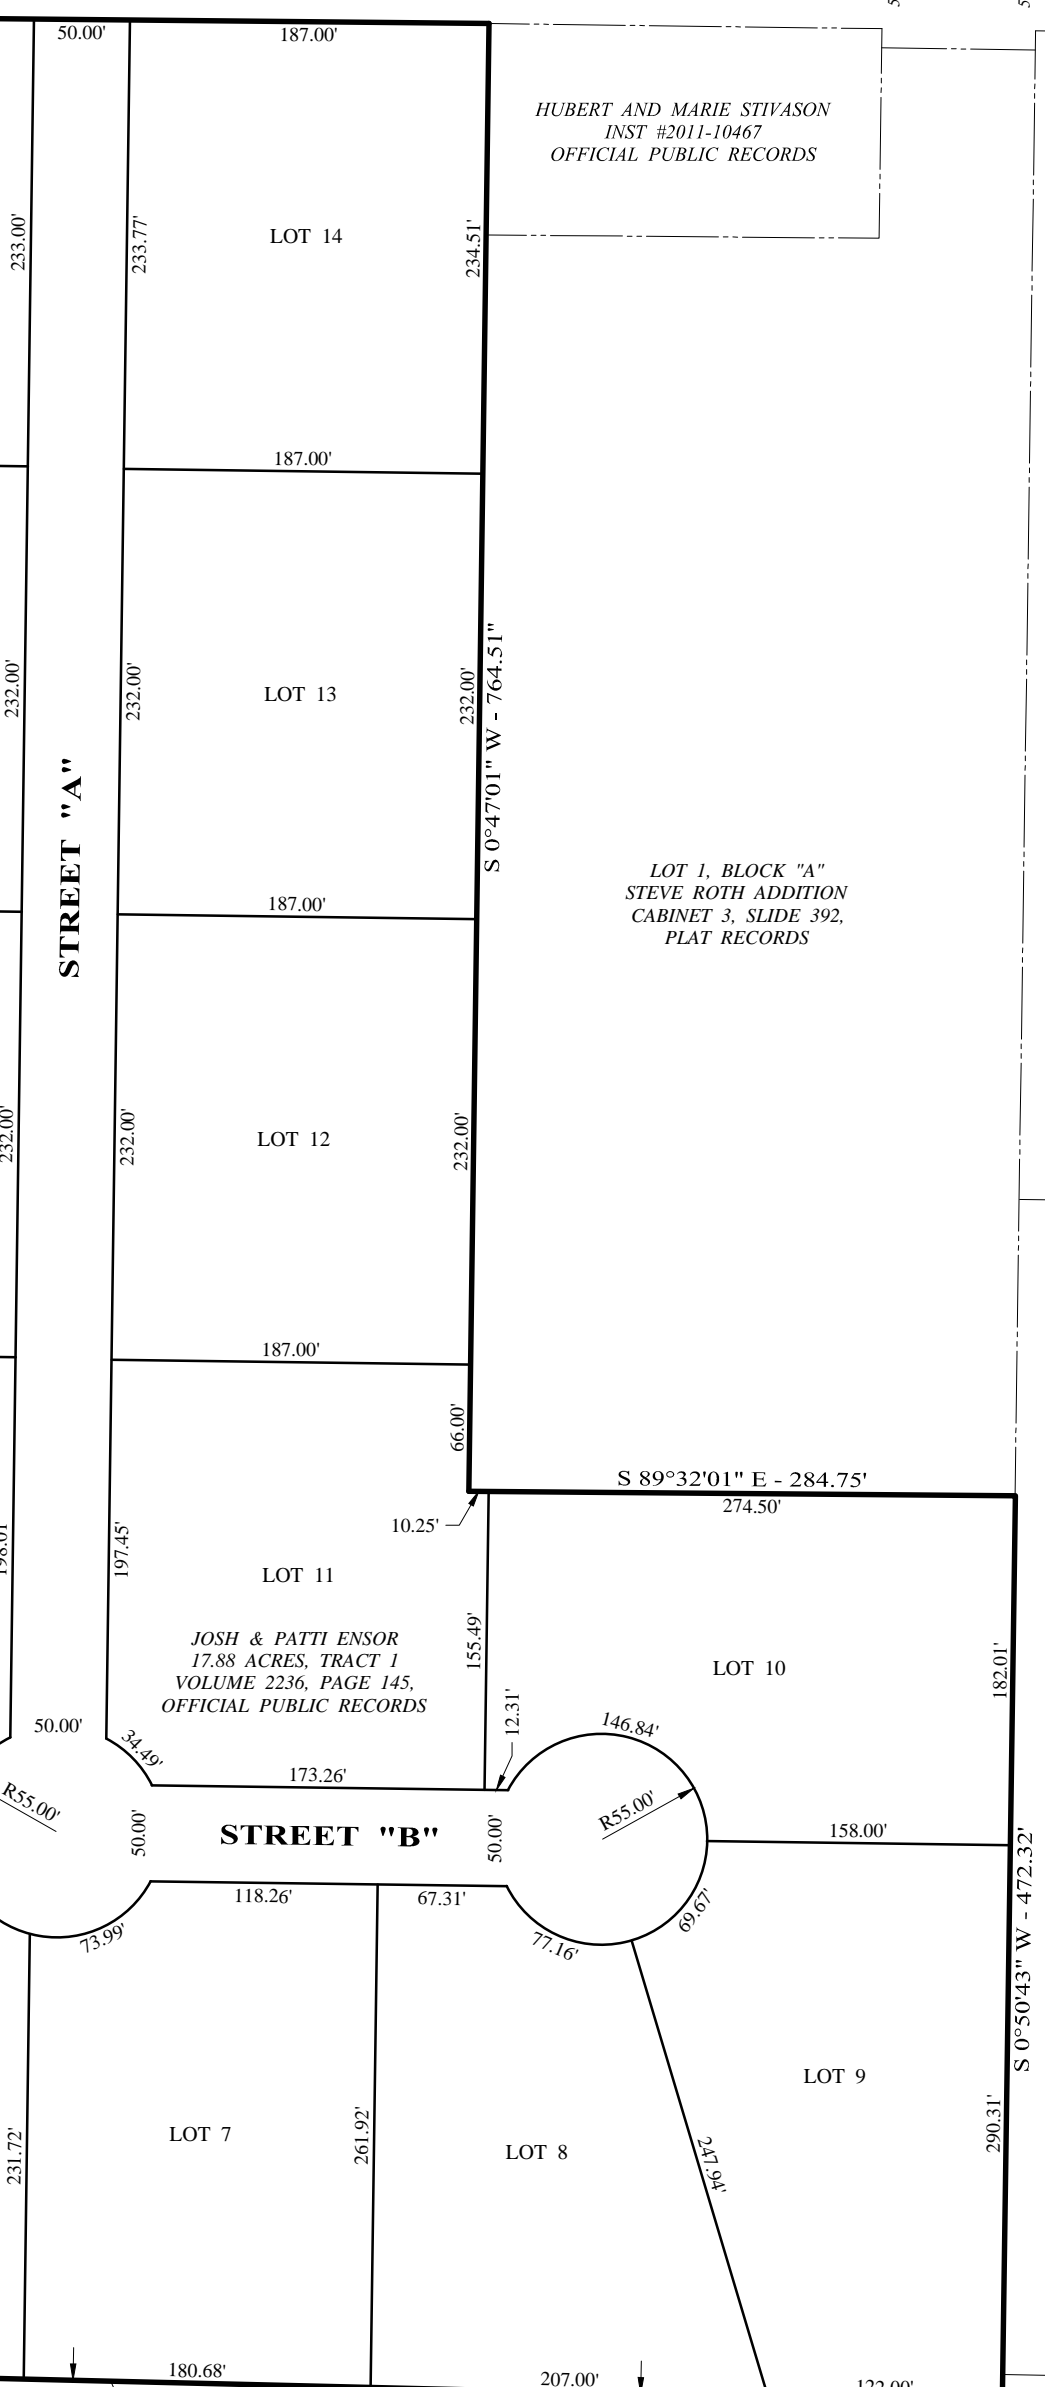 50.00'
187.00'
HUBERT AND MARIE STIVASON
INST #2011-10467
OFFICIAL PUBLIC RECORDS
233.00'
233.77'
LOT 14
234.51'
187.00'
232.00'
232.00'
LOT 13
232.00'
S 0°47'01" W - 764.51'
STREET "A"
LOT 1, BLOCK "A"
STEVE ROTH ADDITION
CABINET 3, SLIDE 392,
PLAT RECORDS
187.00'
232.00'
232.00'
LOT 12
232.00'
187.00'
66.00'
S 89°32'01" E - 284.75'
274.50'
10.25'
198.01'
197.45'
LOT 11
JOSH & PATTI ENSOR
17.88 ACRES, TRACT 1
VOLUME 2236, PAGE 145,
OFFICIAL PUBLIC RECORDS
155.49'
LOT 10
182.01'
50.00'
34.49'
12.31'
146.84'
173.26'
R55.00'
R55.00'
50.00'
STREET "B"
50.00'
158.00'
118.26'
67.31'
73.99'
77.16'
69.67'
S 0°50'43" W - 472.32'
LOT 9
231.72'
LOT 7
261.92'
LOT 8
247.94'
290.31'
180.68'
207.00'
122.00'